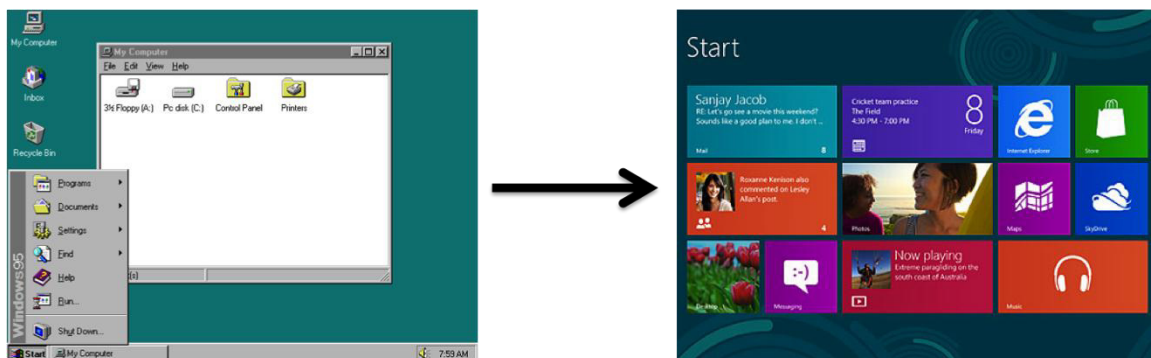 My Computer
Inbox
Recycle Bin
My Computer
File Edit View Help
3½ Floppy (A:) Pc disk (C:) Control Panel Printers
Programs
Documents
Settings
Find
Help
Run...
Shut Down...
Windows95
Start My Computer 7:59 AM
Start
Sanjay Jacob
RE: Let's go see a movie this weekend?
Sounds like a good plan to me. I don't ...
Mail 8
Cricket team practice
The Field
4:30 PM - 7:00 PM
8
Friday
Internet Explorer
Store
Roxanne Kenison also
commented on Lesley
Allan's post.
4
Photos
Maps
SkyDrive
Desktop
Messaging
:-)
Now playing
Extreme paragliding on the
south coast of Australia
Music